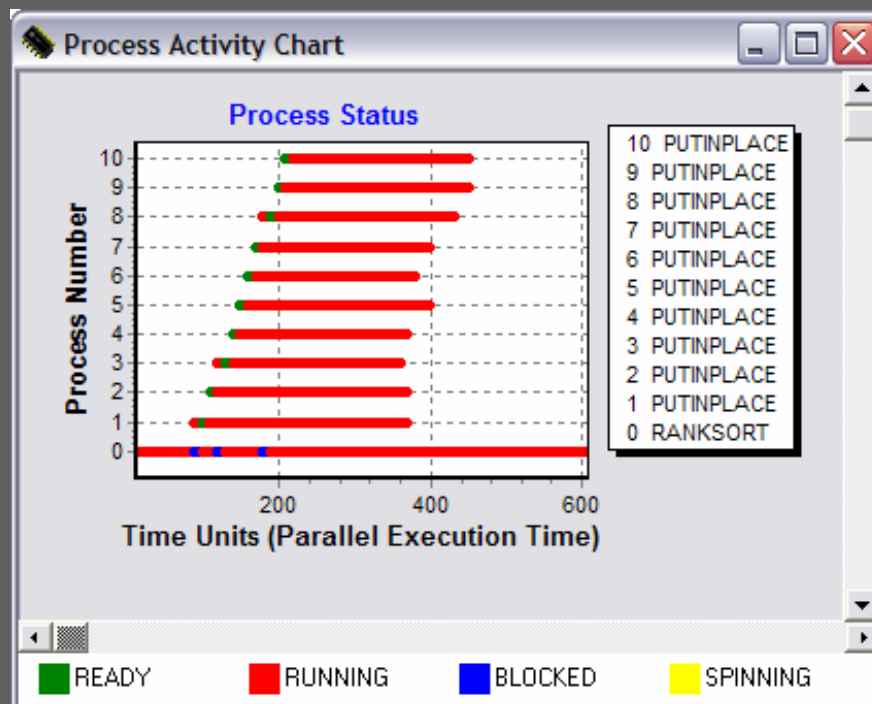 Process Activity Chart
Process Status
10
9
8
7
6
5
4
3
2
1
0
Process Number
200 400 600
Time Units (Parallel Execution Time)
10 PUTINPLACE
9 PUTINPLACE
8 PUTINPLACE
7 PUTINPLACE
6 PUTINPLACE
5 PUTINPLACE
4 PUTINPLACE
3 PUTINPLACE
2 PUTINPLACE
1 PUTINPLACE
0 RANKSORT
READY RUNNING BLOCKED SPINNING